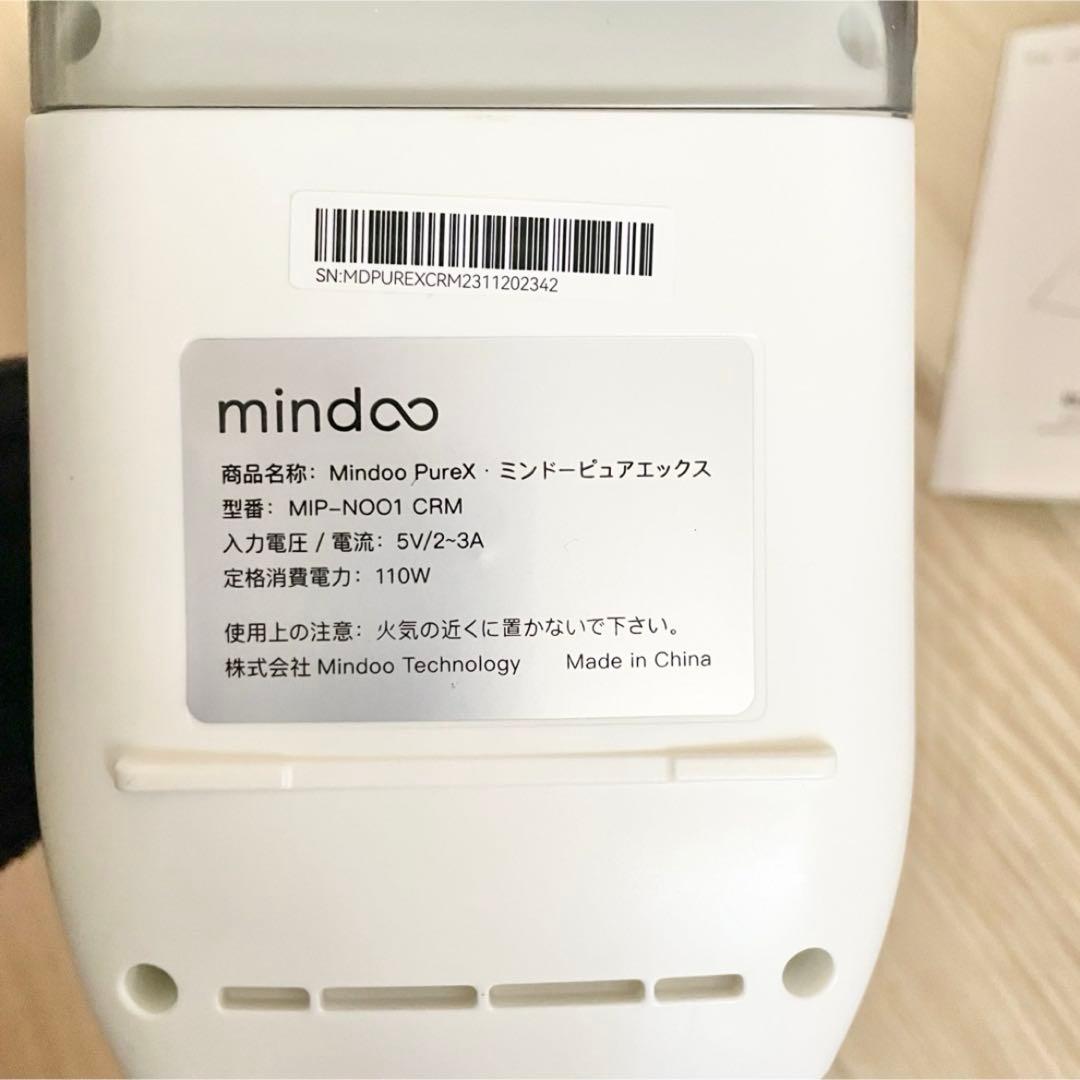 SN:MDPUREXCRM2311202342
mindoo
商品名称：Mindoo PureX · ミンドーピュアエックス
型番：MIP-N001 CRM
入力電圧 / 電流：5V/2~3A
定格消費電力：110W
使用上の注意：火気の近くに置かないで下さい。
株式会社 Mindoo Technology Made in China